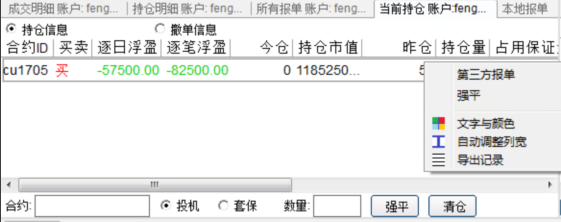 成交明细 账户: feng... 持仓明细 账户: feng... 所有报单 账户: feng... 当前持仓 账户:feng... 本地报单
持仓信息 撤单信息
合约ID 买卖 逐日浮盈 逐笔浮盈 今仓 持仓市值 昨仓 持仓量 占用保证
cu1705 买 -57500.00 -82500.00 0 1185250... 5
第三方报单
强平
文字与颜色
自动调整列宽
导出记录
合约: 投机 套保 数量: 强平 清仓